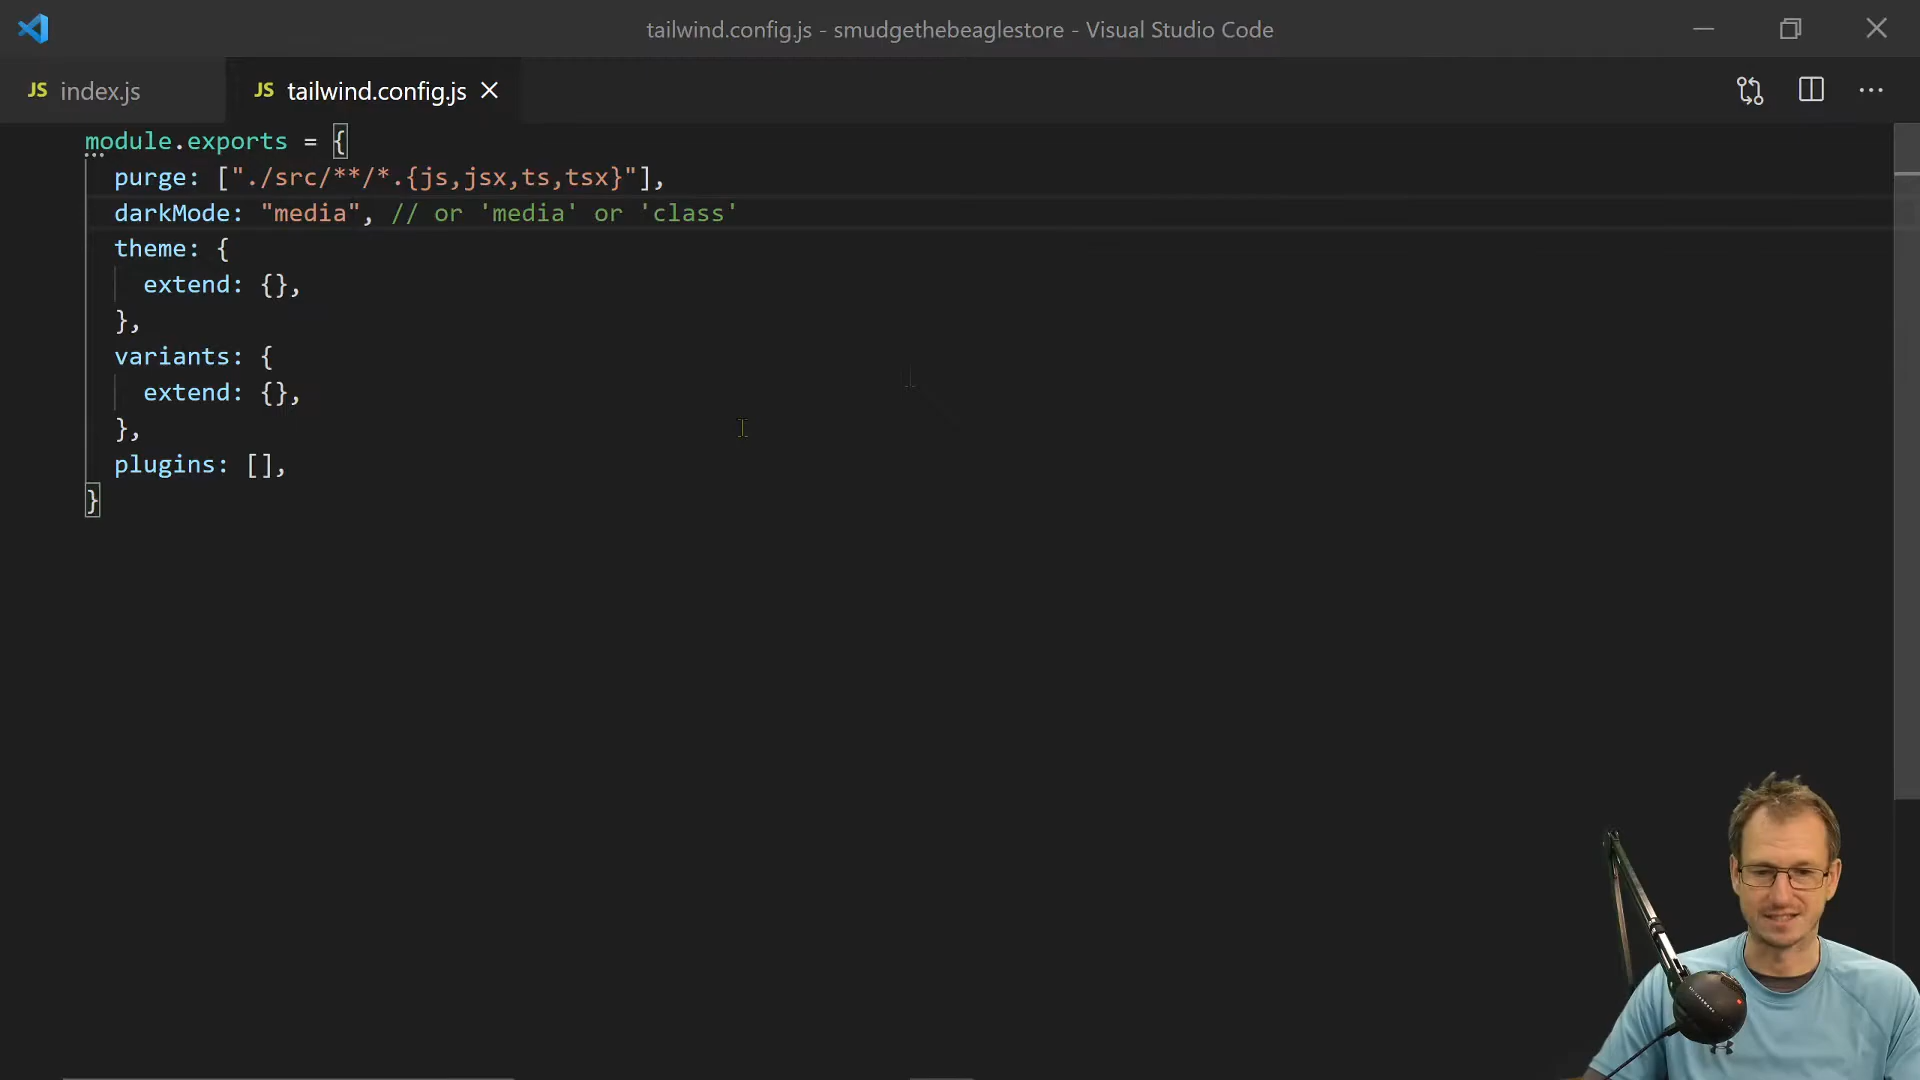 tailwind.config.js - smudgethebeaglestore - Visual Studio Code
JS index.js
JS tailwind.config.js
module.exports = {
  purge: ["./src/**/*.{js,jsx,ts,tsx}"],
  darkMode: "media", // or 'media' or 'class'
  theme: {
    extend: {},
  },
  variants: {
    extend: {},
  },
  plugins: [],
}